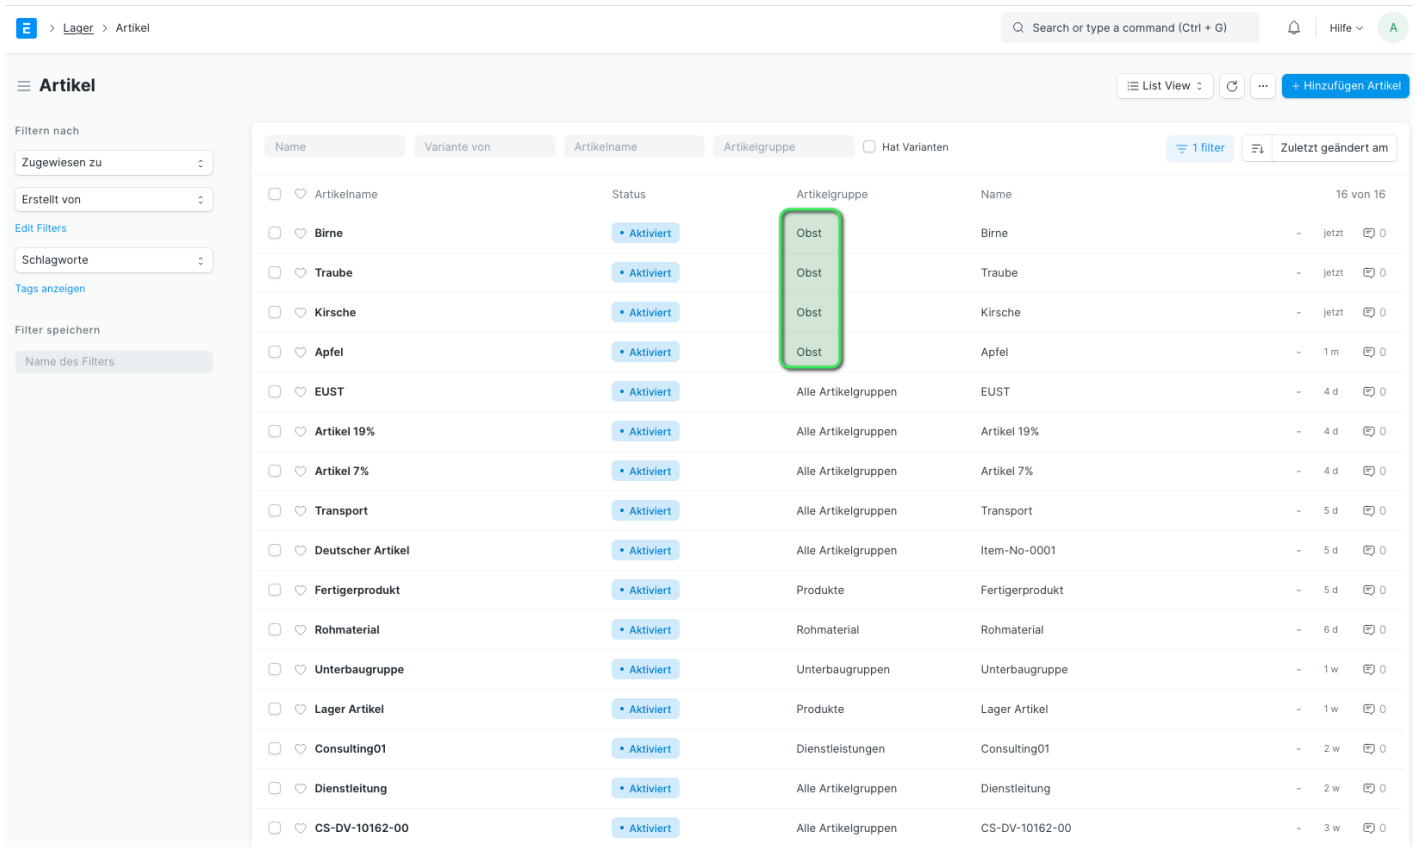 E > Lager > Artikel Search or type a command (Ctrl + G) Hilfe A
Artikel List View ... + Hinzufügen Artikel
Filtern nach
Zugewiesen zu
Erstellt von
Edit Filters
Schlagworte
Tags anzeigen
Filter speichern
Name des Filters
Name Variante von Artikelname Artikelgruppe Hat Varianten 1 filter Zuletzt geändert am
Artikelname Status Artikelgruppe Name 16 von 16
Birne • Aktiviert Obst Birne - jetzt 0
Traube • Aktiviert Obst Traube - jetzt 0
Kirsche • Aktiviert Obst Kirsche - jetzt 0
Apfel • Aktiviert Obst Apfel - 1 m 0
EUST • Aktiviert Alle Artikelgruppen EUST - 4 d 0
Artikel 19% • Aktiviert Alle Artikelgruppen Artikel 19% - 4 d 0
Artikel 7% • Aktiviert Alle Artikelgruppen Artikel 7% - 4 d 0
Transport • Aktiviert Alle Artikelgruppen Transport - 5 d 0
Deutscher Artikel • Aktiviert Alle Artikelgruppen Item-No-0001 - 5 d 0
Fertigerprodukt • Aktiviert Produkte Fertigerprodukt - 5 d 0
Rohmaterial • Aktiviert Rohmaterial Rohmaterial - 6 d 0
Unterbaugruppe • Aktiviert Unterbaugruppen Unterbaugruppe - 1 w 0
Lager Artikel • Aktiviert Produkte Lager Artikel - 1 w 0
Consulting01 • Aktiviert Dienstleistungen Consulting01 - 2 w 0
Dienstleitung • Aktiviert Alle Artikelgruppen Dienstleitung - 2 w 0
CS-DV-10162-00 • Aktiviert Alle Artikelgruppen CS-DV-10162-00 - 3 w 0